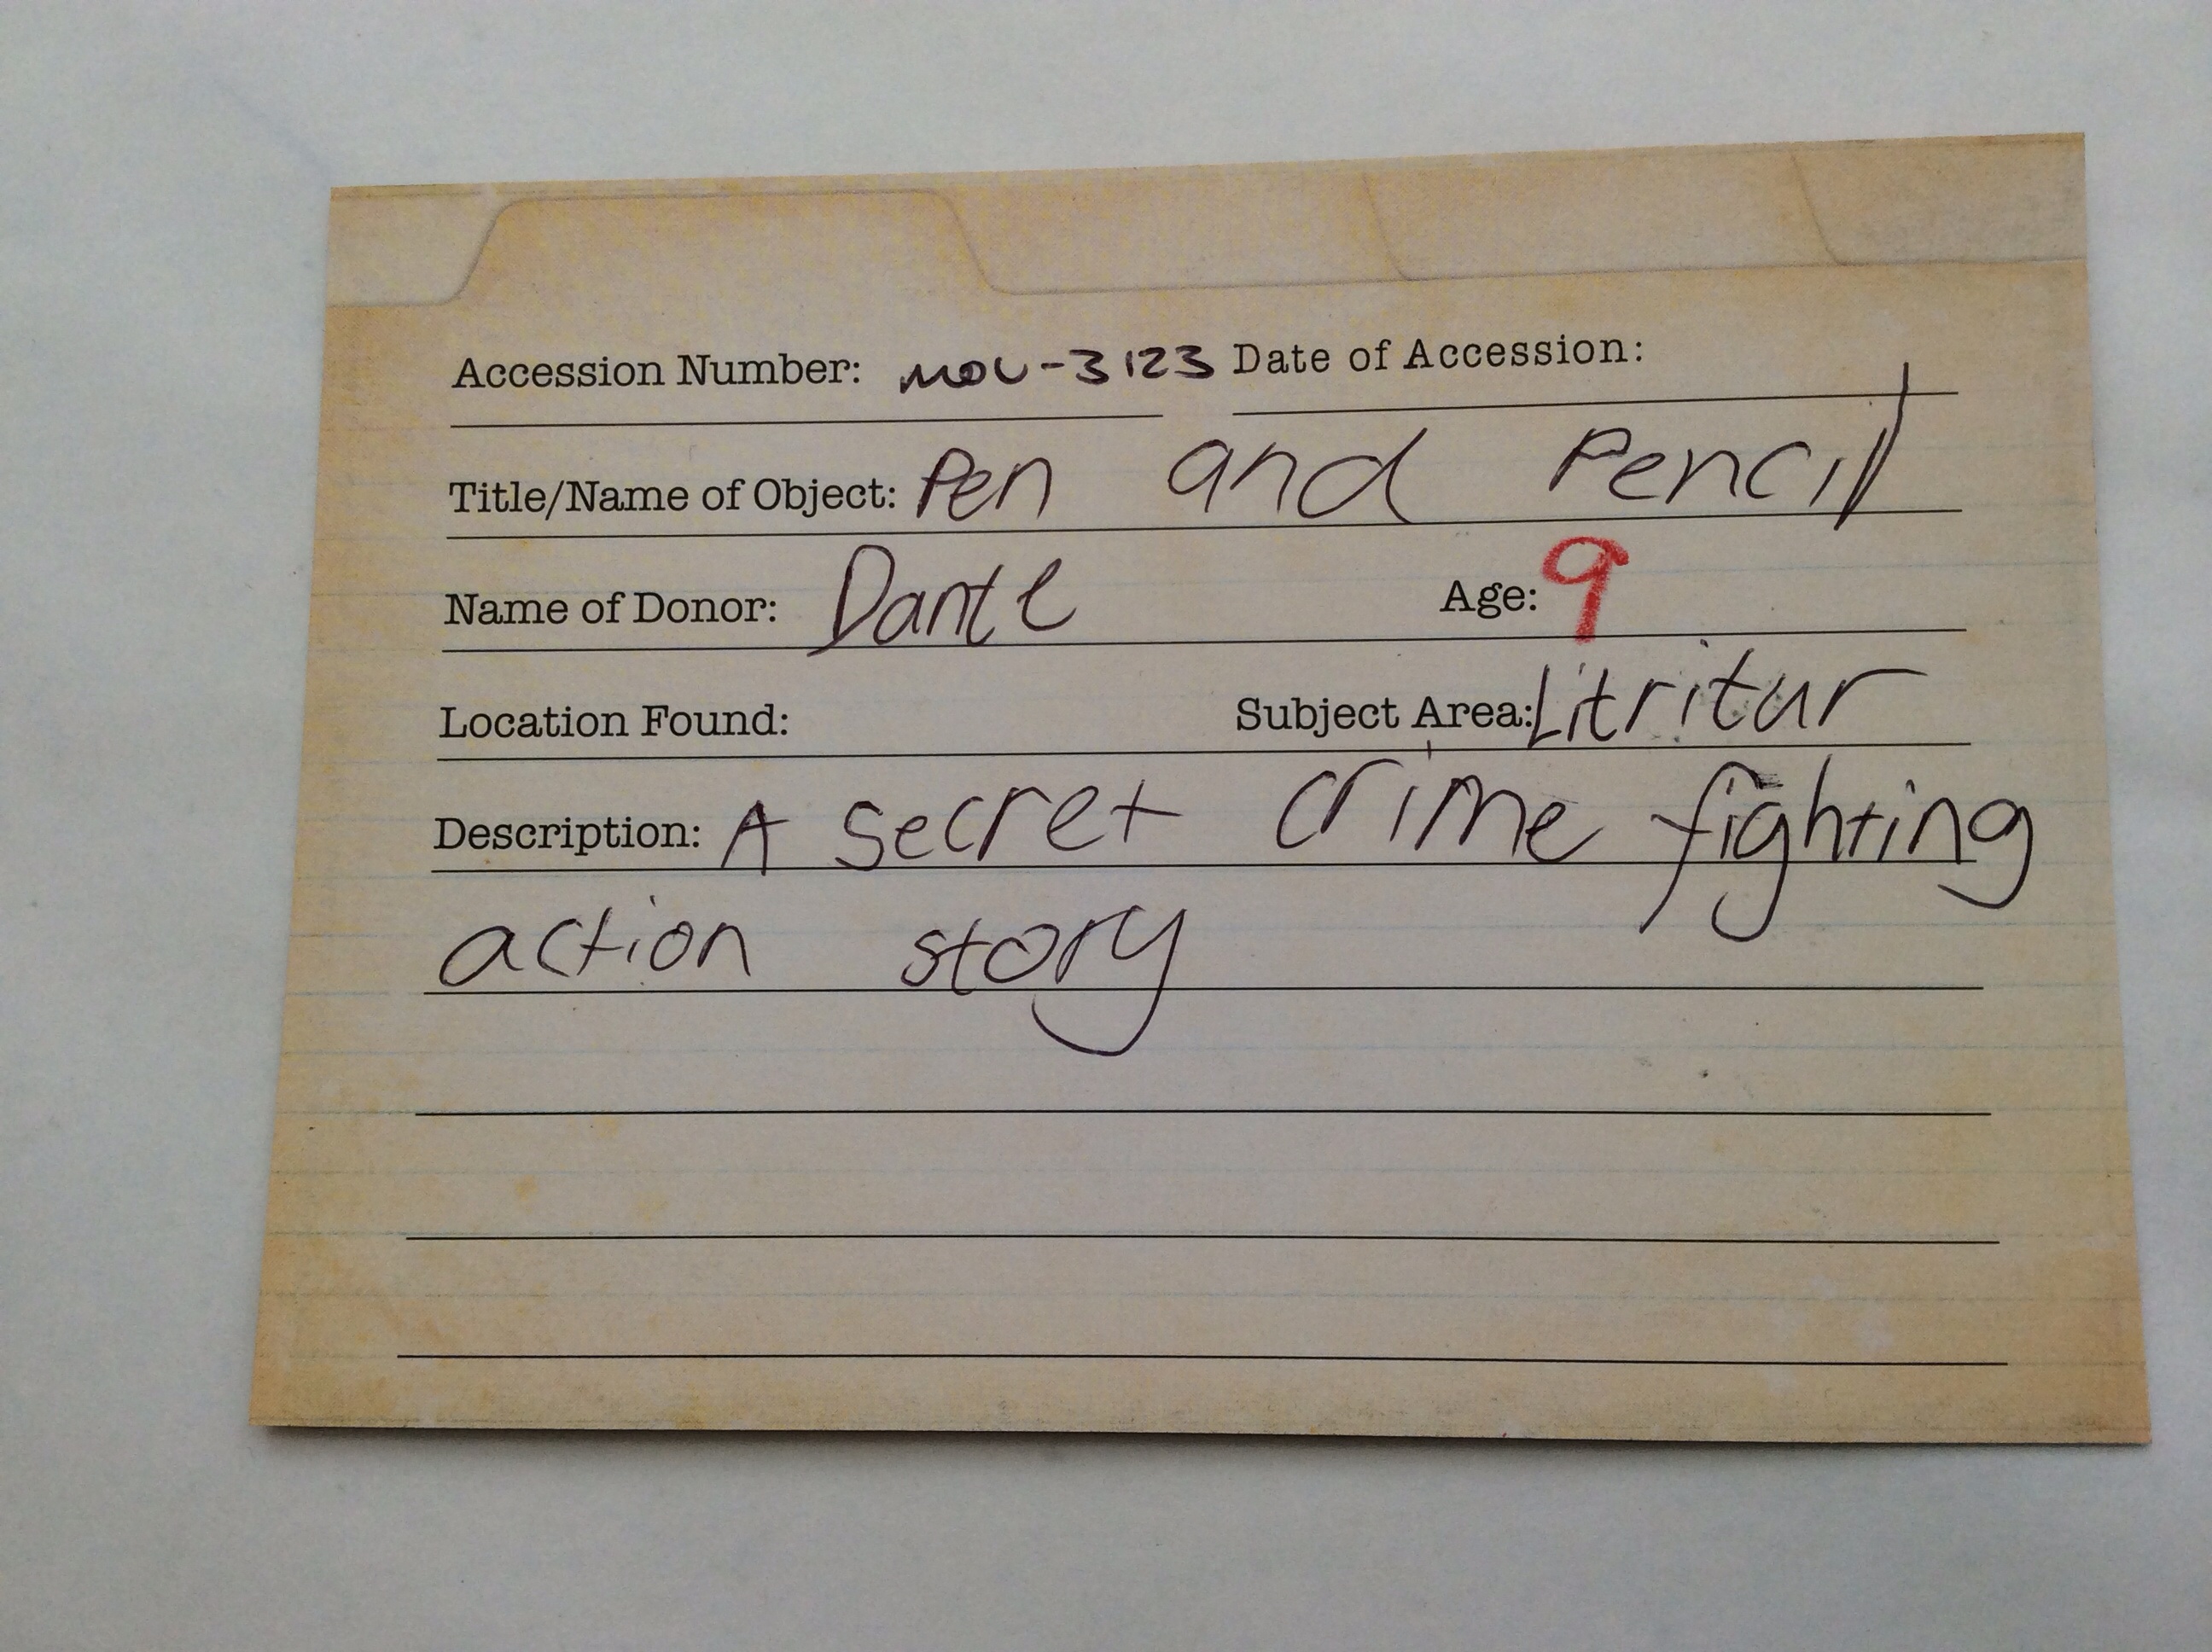 Accession Number: MOU-3123 Date of Accession:
Title/Name of Object: Pen and Pencil
Name of Donor: Dante Age: 9
Location Found: Subject Area: Litritur
Description: A secret crime fighting
action story